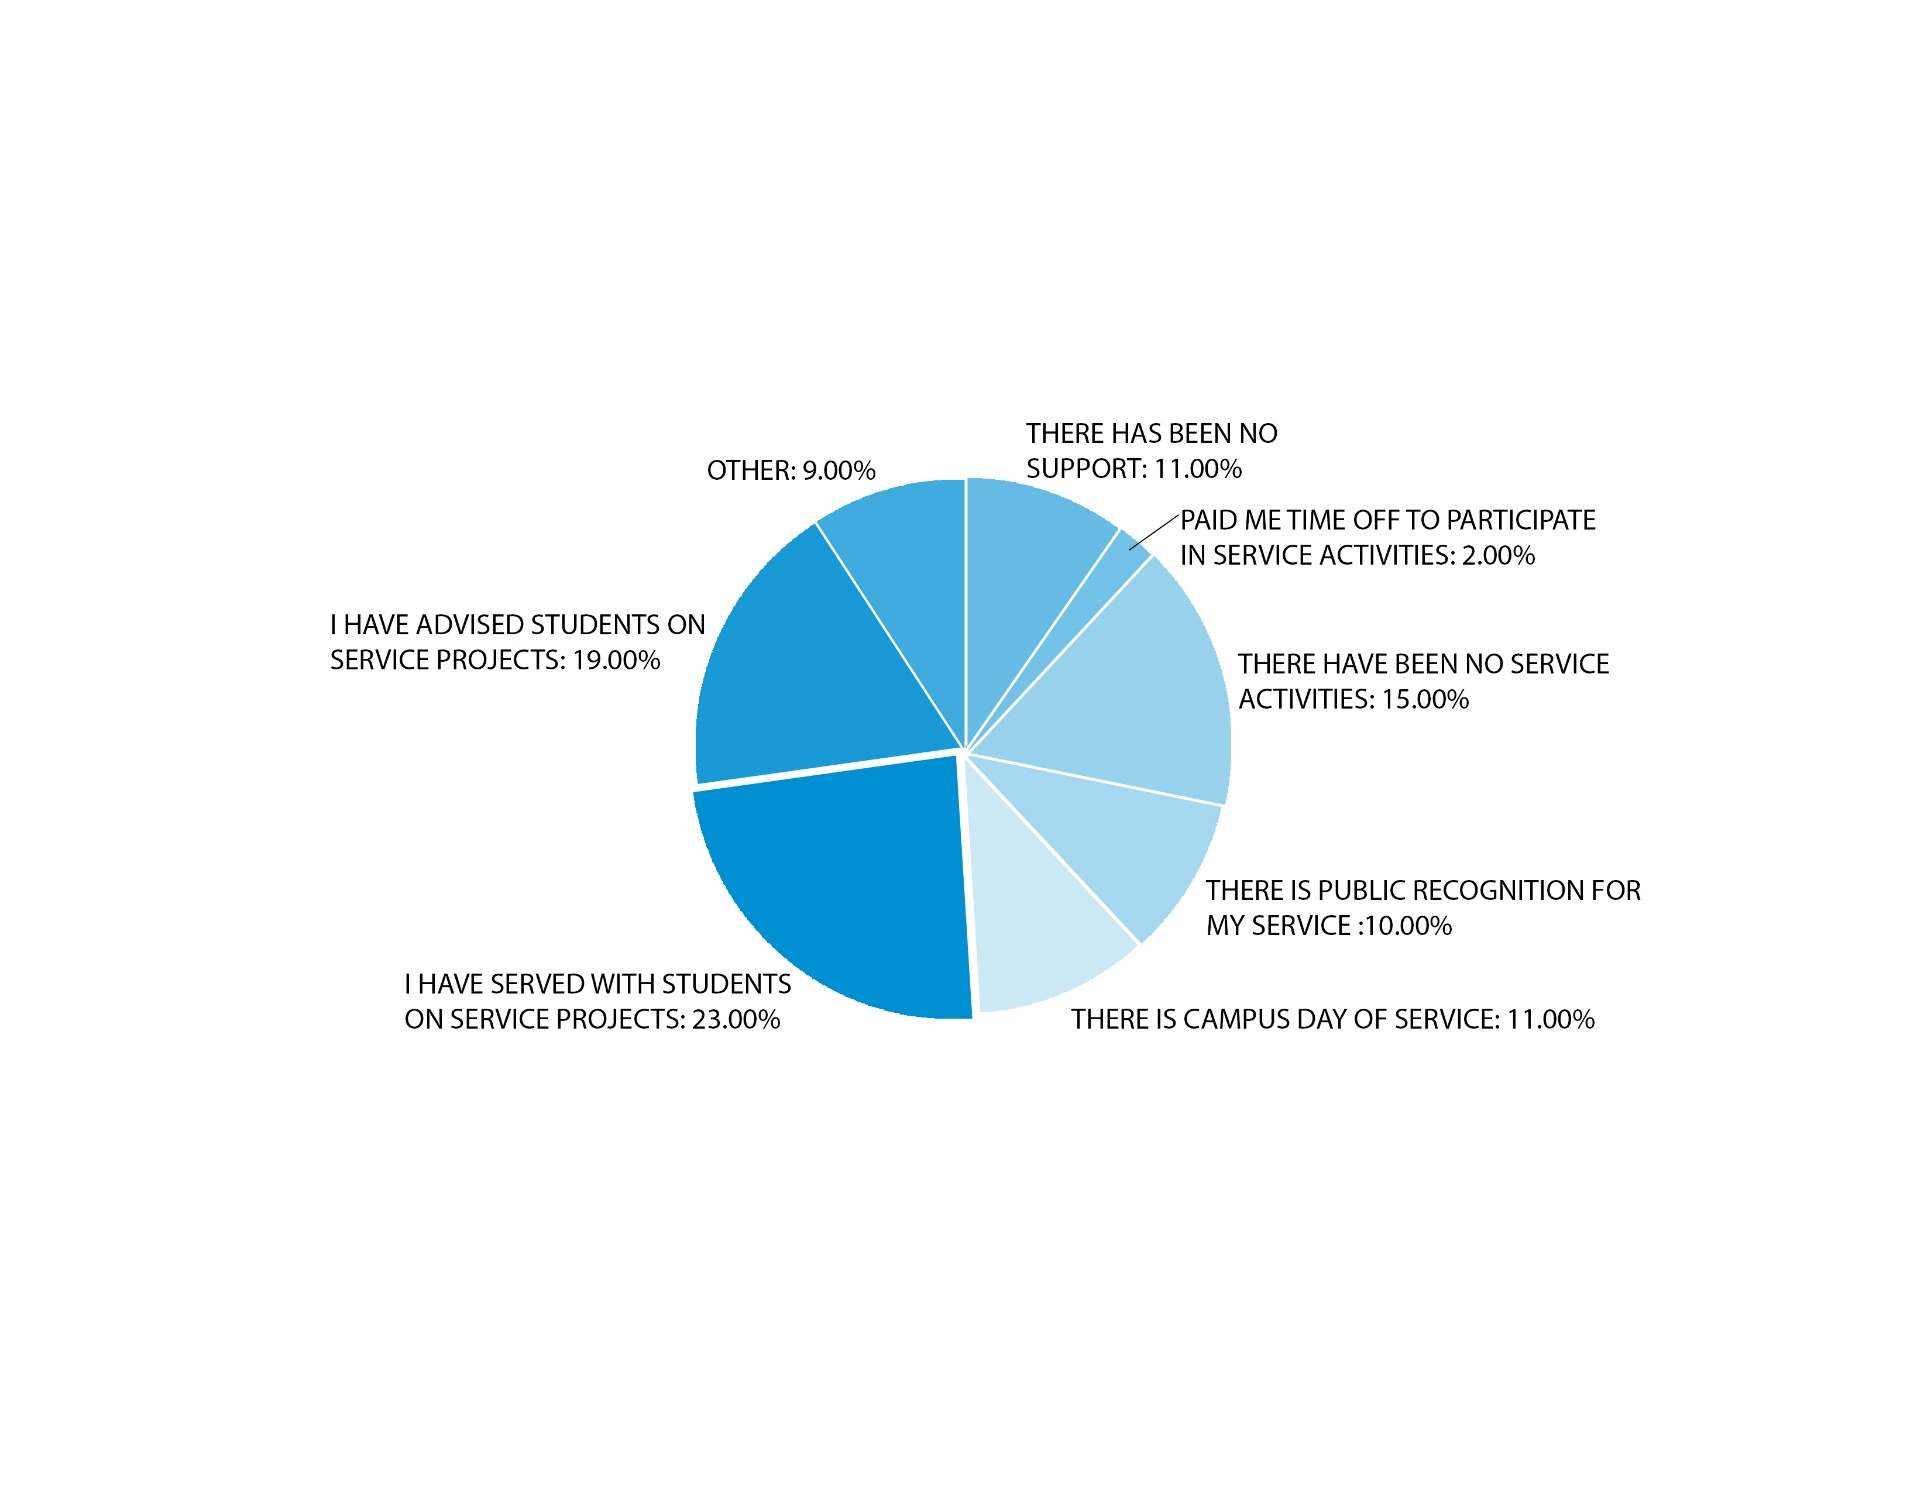 THERE HAS BEEN NO
SUPPORT: 11.00%
OTHER: 9.00%
PAID ME TIME OFF TO PARTICIPATE
IN SERVICE ACTIVITIES: 2.00%
I HAVE ADVISED STUDENTS ON
SERVICE PROJECTS: 19.00%
THERE HAVE BEEN NO SERVICE
ACTIVITIES: 15.00%
THERE IS PUBLIC RECOGNITION FOR
MY SERVICE :10.00%
I HAVE SERVED WITH STUDENTS
ON SERVICE PROJECTS: 23.00%
THERE IS CAMPUS DAY OF SERVICE: 11.00%